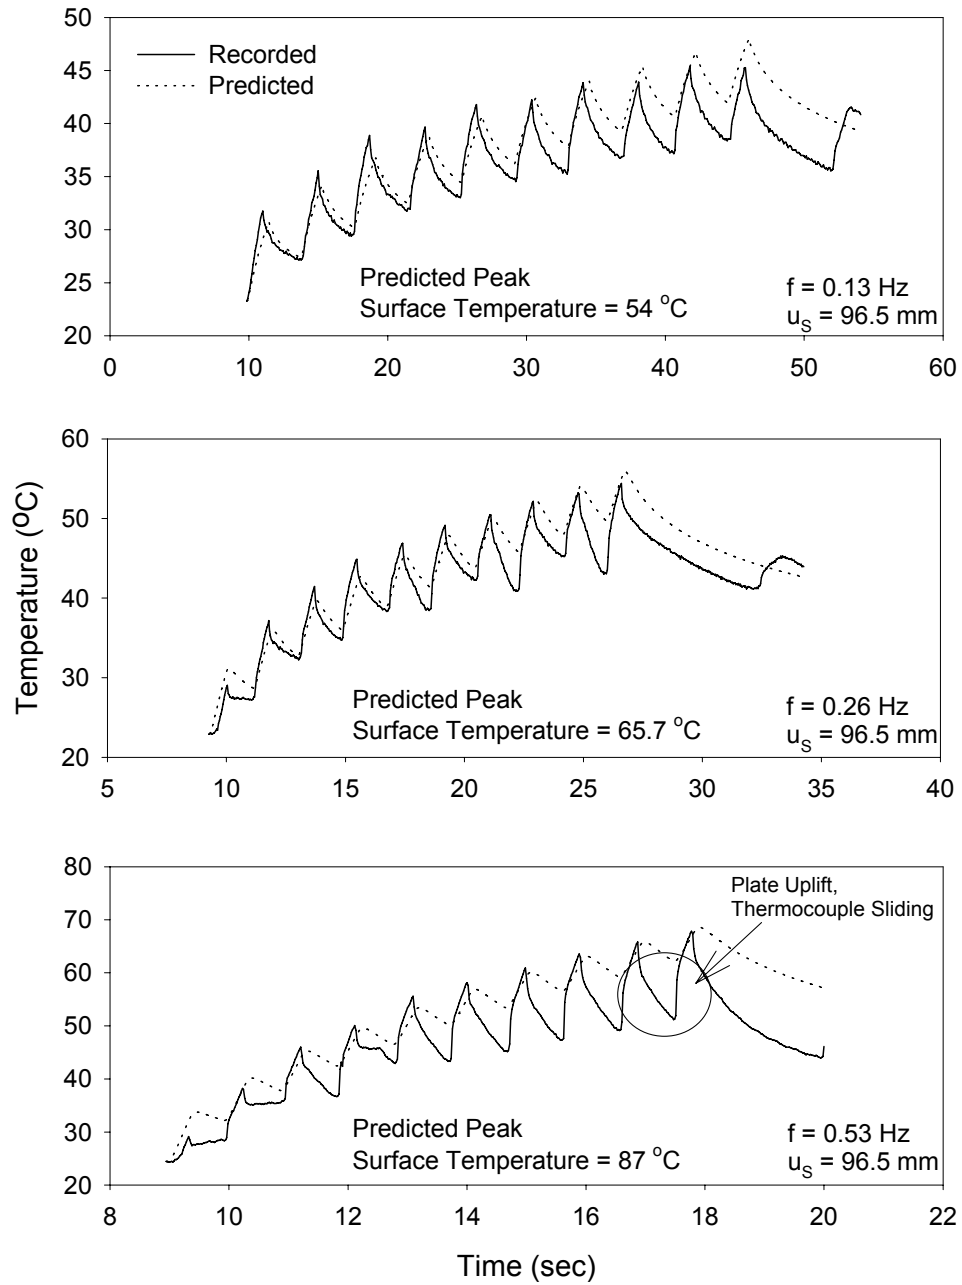 50
45
40
35
30
25
20
Recorded
Predicted
Predicted Peak
Surface Temperature = 54 °C
f = 0.13 Hz
uS = 96.5 mm
0 10 20 30 40 50 60
60
50
40
30
20
Predicted Peak
Surface Temperature = 65.7 °C
f = 0.26 Hz
uS = 96.5 mm
5 10 15 20 25 30 35 40
Temperature (°C)
80
70
60
50
40
30
20
Plate Uplift,
Thermocouple Sliding
Predicted Peak
Surface Temperature = 87 °C
f = 0.53 Hz
uS = 96.5 mm
8 10 12 14 16 18 20 22
Time (sec)